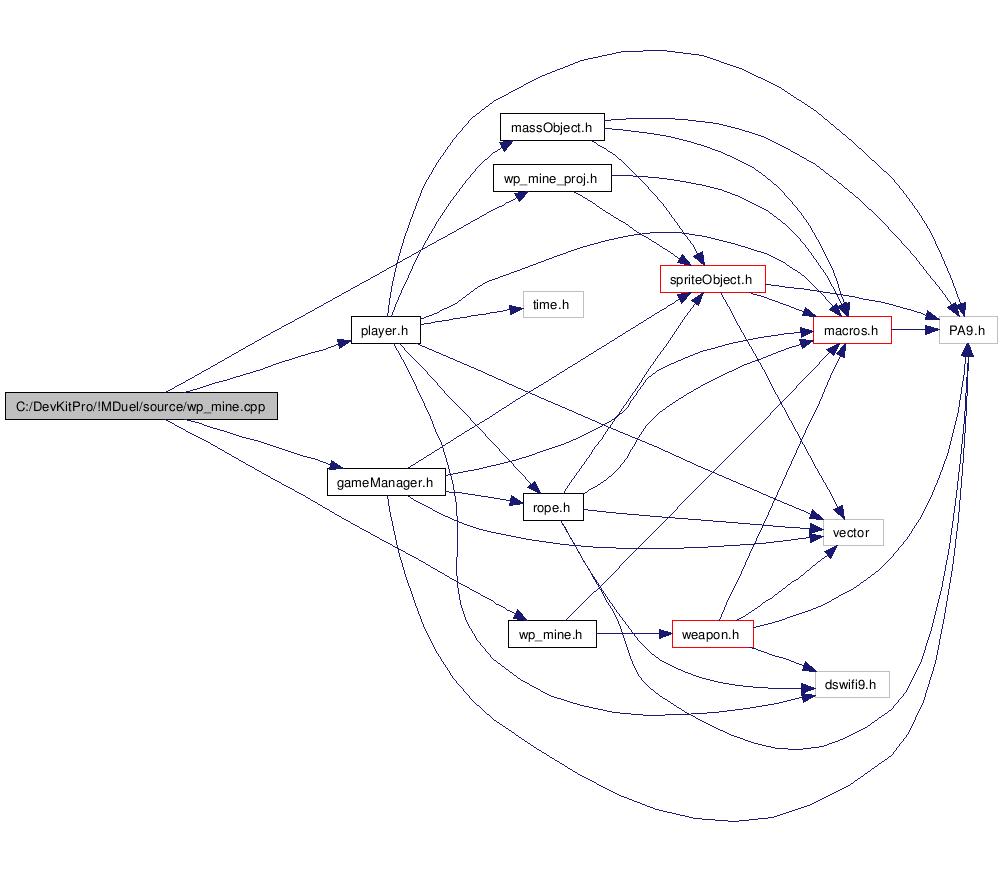 massObject.h
wp_mine_proj.h
spriteObject.h
time.h
player.h
macros.h
PA9.h
C:/DevKitPro/!MDuel/source/wp_mine.cpp
gameManager.h
rope.h
vector
wp_mine.h
weapon.h
dswifi9.h